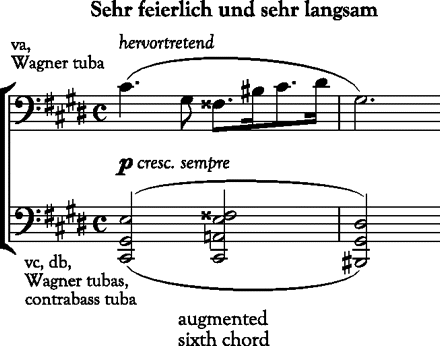 Sehr feierlich und sehr langsam
va,
Wagner tuba
hervortretend
p cresc. sempre
vc, db,
Wagner tubas,
contrabass tuba
augmented
sixth chord